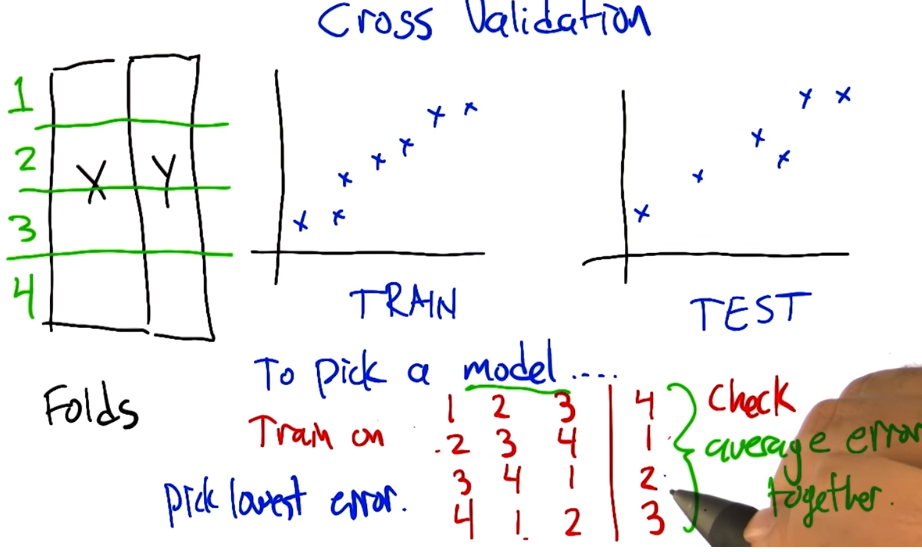 Cross Validation
1
2
3
4
X Y
TRAIN
TEST
To pick a model ....
Folds
Train on
1 2 3 | 4
2 3 4 | 1
3 4 1 | 2
4 1 2 | 3
Check
average error
together.
Pick lowest error.